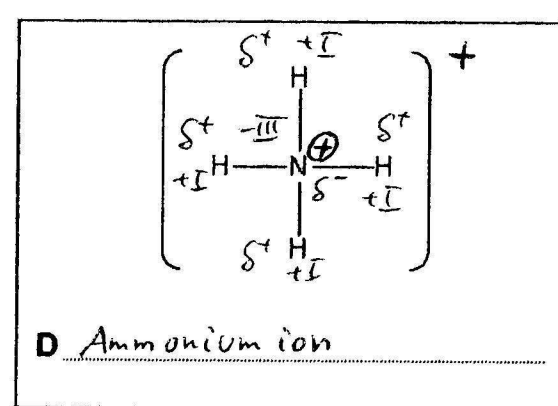 δ+ +I
H
+
δ+ -III ⊕ δ+
+I H N H
δ- +I
δ+ H
+I
D Ammonium ion